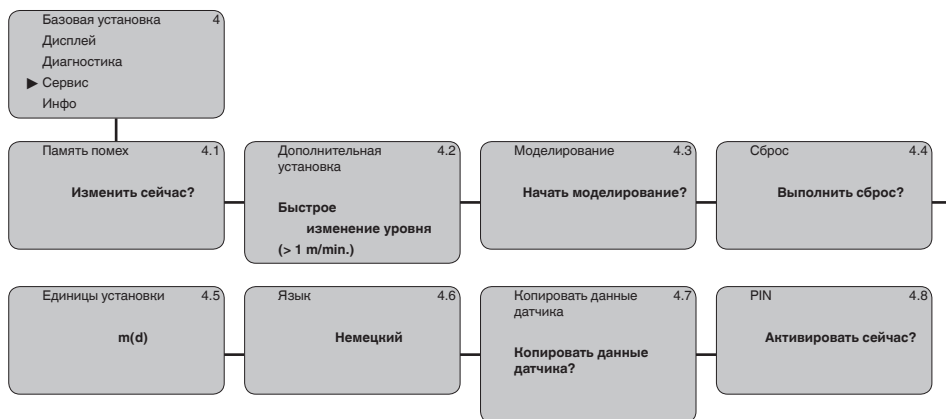 Базовая установка 4
Дисплей
Диагностика
▶ Сервис
Инфо
Память помех 4.1
Изменить сейчас?
Дополнительная 4.2
установка
Быстрое
изменение уровня
(> 1 m/min.)
Моделирование 4.3
Начать моделирование?
Сброс 4.4
Выполнить сброс?
Единицы установки 4.5
m(d)
Язык 4.6
Немецкий
Копировать данные 4.7
датчика
Копировать данные
датчика?
PIN 4.8
Активировать сейчас?